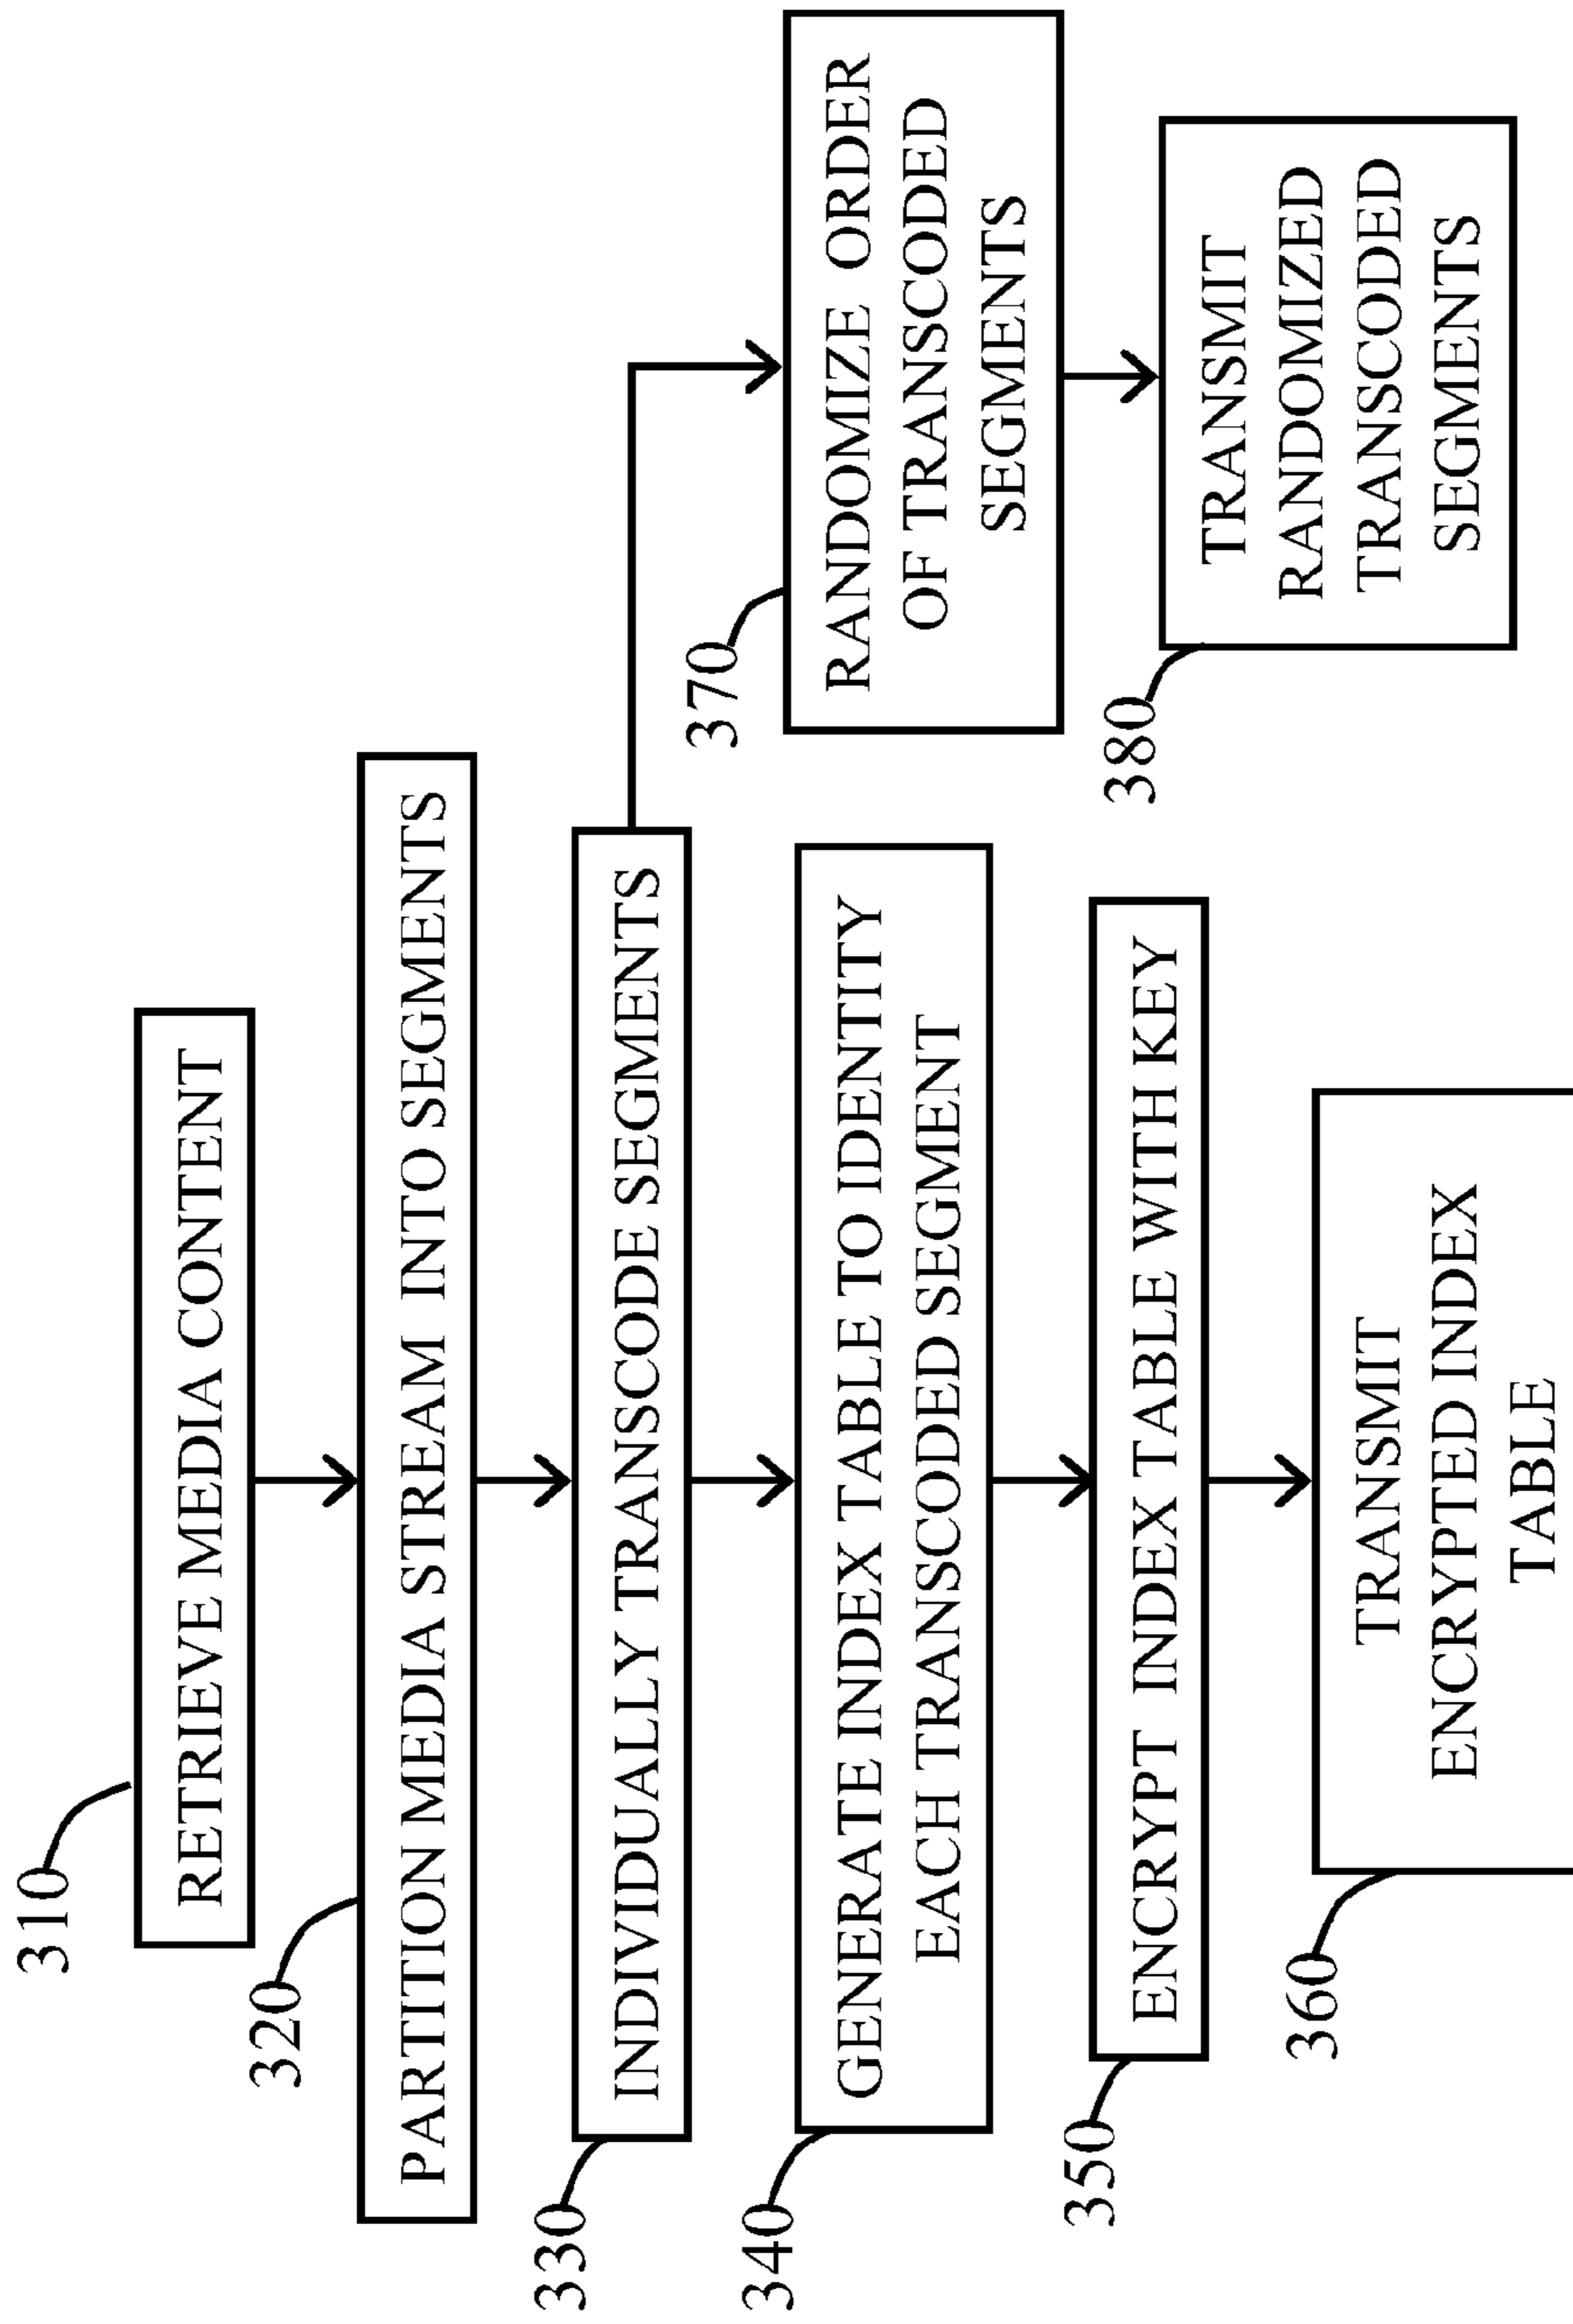 310
RETRIEVE MEDIA CONTENT
320
PARTITION MEDIA STREAM INTO SEGMENTS
330
INDIVIDUALLY TRANSCODE SEGMENTS
340
GENERATE INDEX TABLE TO IDENTITY
EACH TRANSCODED SEGMENT
350
ENCRYPT INDEX TABLE WITH KEY
360
TRANSMIT
ENCRYPTED INDEX
TABLE
370
RANDOMIZE ORDER
OF TRANSCODED
SEGMENTS
380
TRANSMIT
RANDOMIZED
TRANSCODED
SEGMENTS